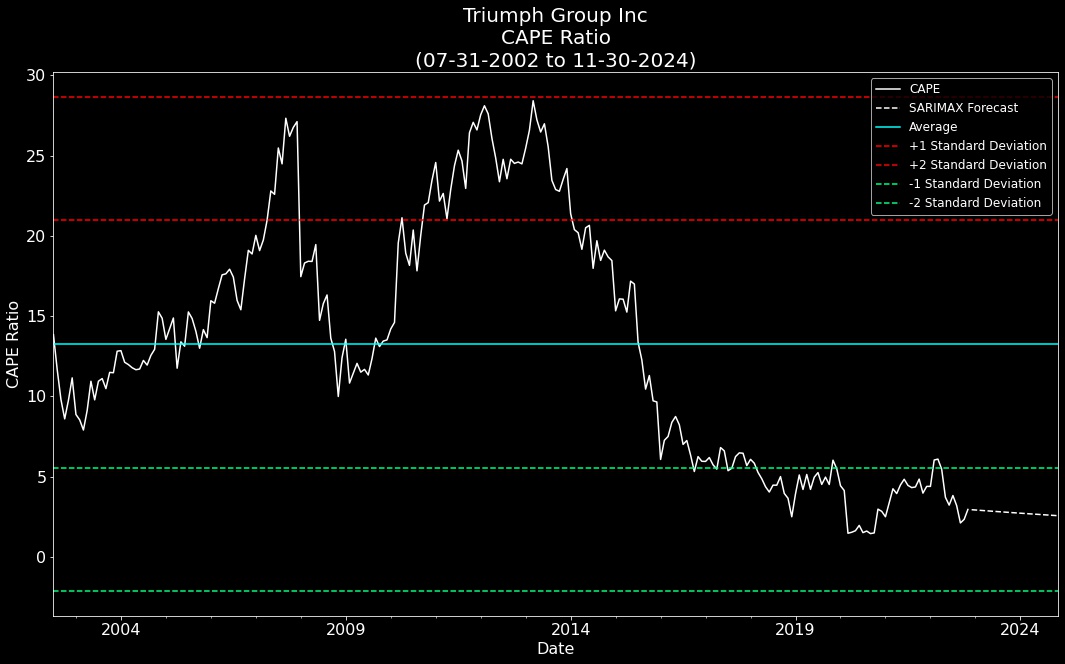 Triumph Group Inc
CAPE Ratio
(07-31-2002 to 11-30-2024)
CAPE
SARIMAX Forecast
Average
+1 Standard Deviation
+2 Standard Deviation
-1 Standard Deviation
-2 Standard Deviation
CAPE Ratio
30
25
20
15
10
5
0
2004
2009
2014
2019
2024
Date